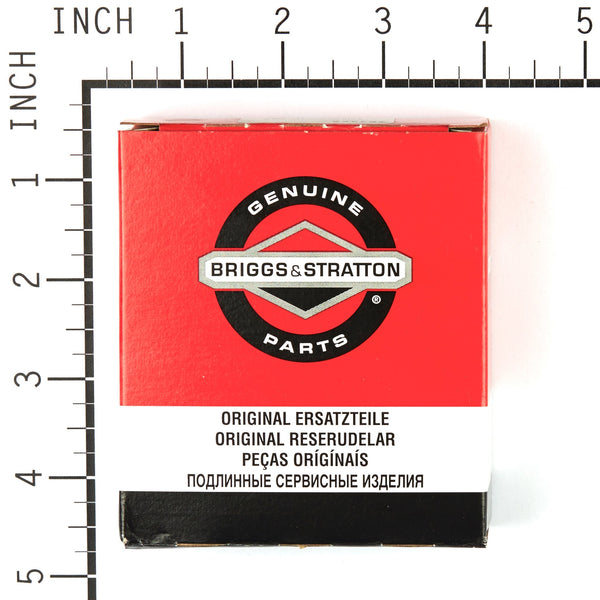 INCH 1 2 3 4 5
INCH
1
2
3
4
5
GENUINE
BRIGGS&STRATTON
®
PARTS
ORIGINAL ERSATZTEILE
ORIGINAL RESERUDELAR
PEÇAS ORÍGÍNAÍS
ПОДЛИННЫЕ СЕРВИСНЫЕ ИЗДЕЛИЯ